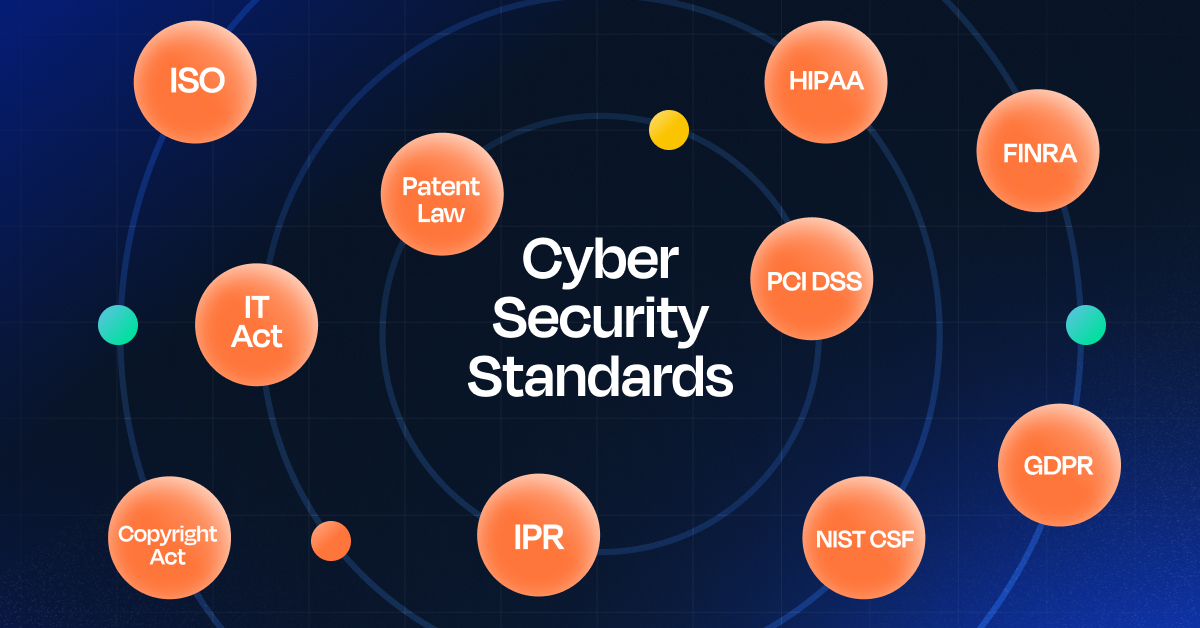 ISO
HIPAA
FINRA
Patent
Law
PCI DSS
Cyber
Security
Standards
IT
Act
GDPR
Copyright
Act
IPR
NIST CSF